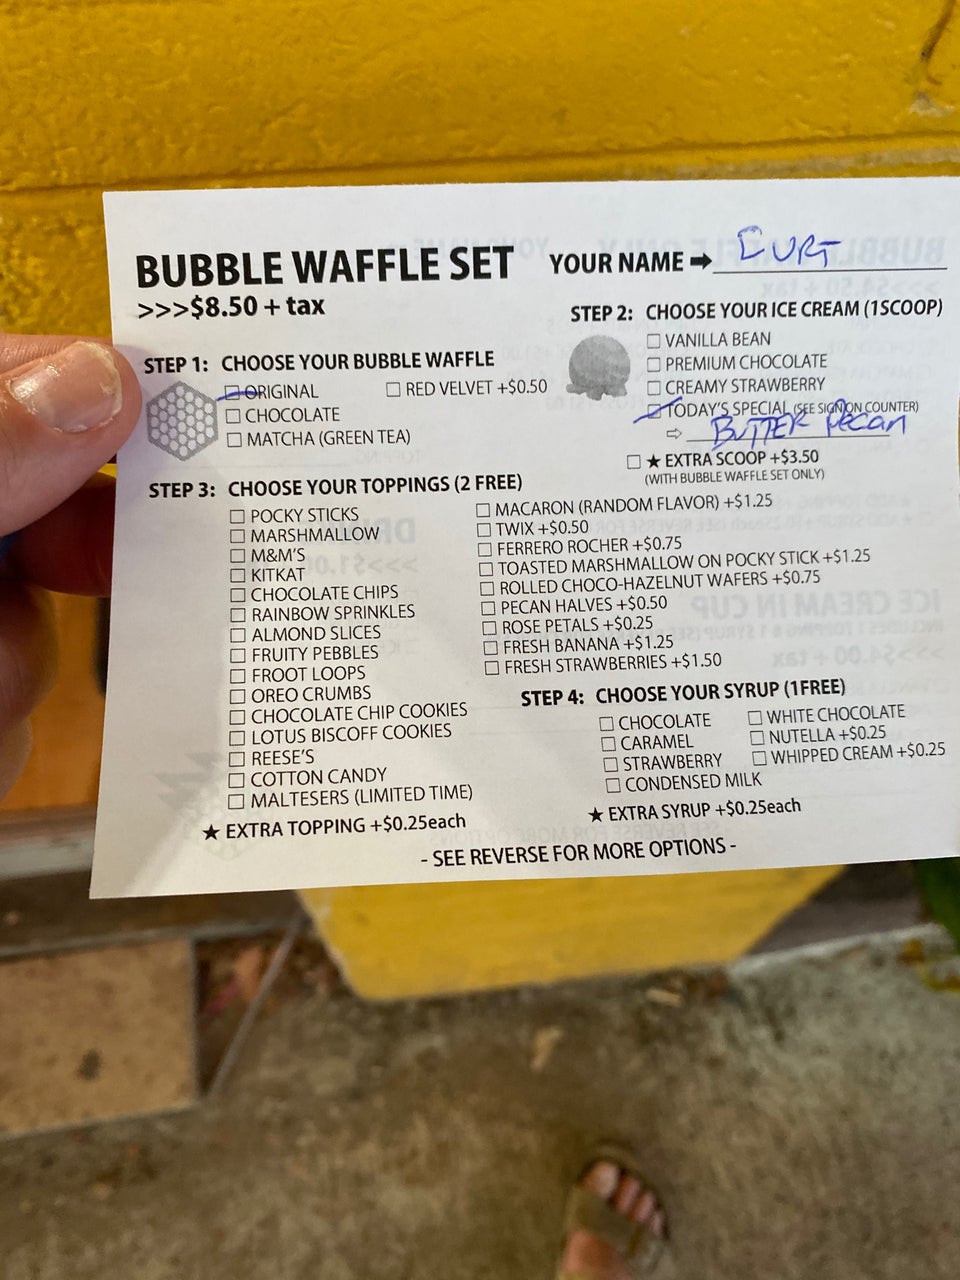 BUBBLE WAFFLE SET
>>>$8.50 + tax
YOUR NAME ➡ CURT
STEP 1: CHOOSE YOUR BUBBLE WAFFLE
☐ ORIGINAL
☐ RED VELVET +$0.50
☐ CHOCOLATE
☐ MATCHA (GREEN TEA)
STEP 2: CHOOSE YOUR ICE CREAM (1SCOOP)
☐ VANILLA BEAN
☐ PREMIUM CHOCOLATE
☐ CREAMY STRAWBERRY
☐ TODAY'S SPECIAL (SEE SIGN ON COUNTER)
⇨ BUTTER Pecan
☐ ★ EXTRA SCOOP +$3.50
(WITH BUBBLE WAFFLE SET ONLY)
STEP 3: CHOOSE YOUR TOPPINGS (2 FREE)
☐ POCKY STICKS
☐ MARSHMALLOW
☐ M&M'S
☐ KITKAT
☐ CHOCOLATE CHIPS
☐ RAINBOW SPRINKLES
☐ ALMOND SLICES
☐ FRUITY PEBBLES
☐ FROOT LOOPS
☐ OREO CRUMBS
☐ CHOCOLATE CHIP COOKIES
☐ LOTUS BISCOFF COOKIES
☐ REESE'S
☐ COTTON CANDY
☐ MALTESERS (LIMITED TIME)
★ EXTRA TOPPING +$0.25each
☐ MACARON (RANDOM FLAVOR) +$1.25
☐ TWIX +$0.50
☐ FERRERO ROCHER +$0.75
☐ TOASTED MARSHMALLOW ON POCKY STICK +$1.25
☐ ROLLED CHOCO-HAZELNUT WAFERS +$0.75
☐ PECAN HALVES +$0.50
☐ ROSE PETALS +$0.25
☐ FRESH BANANA +$1.25
☐ FRESH STRAWBERRIES +$1.50
STEP 4: CHOOSE YOUR SYRUP (1FREE)
☐ CHOCOLATE
☐ CARAMEL
☐ STRAWBERRY
☐ CONDENSED MILK
☐ WHITE CHOCOLATE
☐ NUTELLA +$0.25
☐ WHIPPED CREAM +$0.25
★ EXTRA SYRUP +$0.25each
- SEE REVERSE FOR MORE OPTIONS -